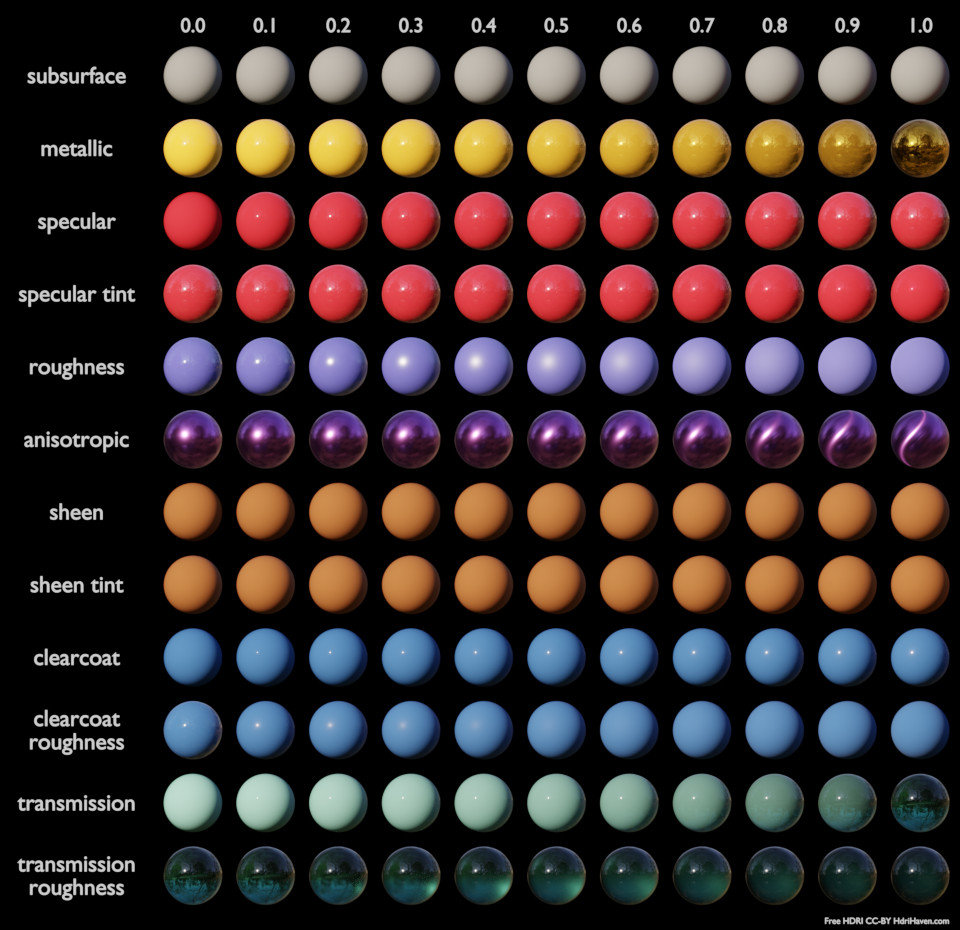 0.0 0.1 0.2 0.3 0.4 0.5 0.6 0.7 0.8 0.9 1.0
subsurface
metallic
specular
specular tint
roughness
anisotropic
sheen
sheen tint
clearcoat
clearcoat
roughness
transmission
transmission
roughness
Free HDRI CC-BY HdriHaven.com